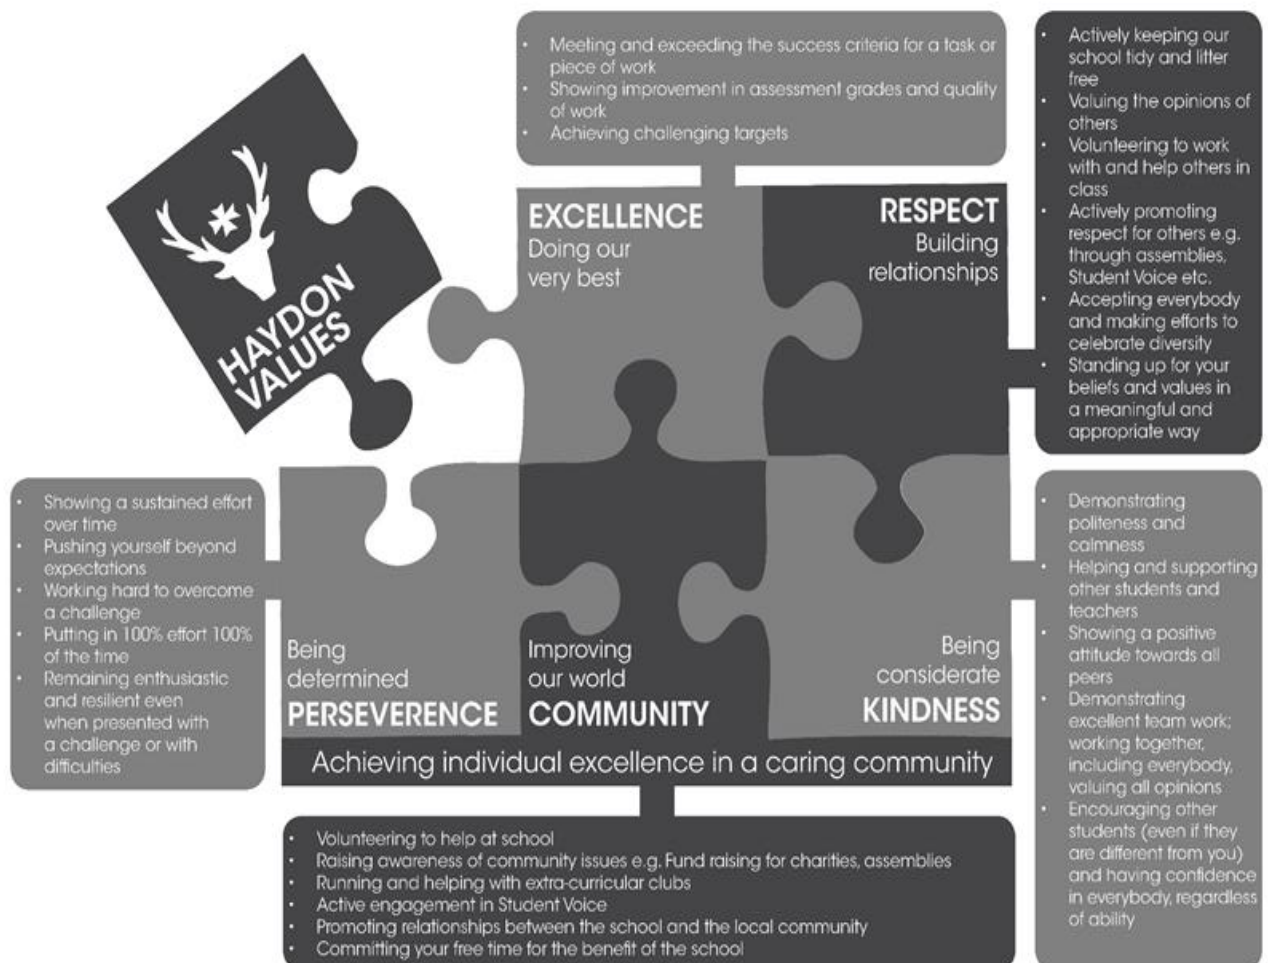 HAYDON
VALUES
• Meeting and exceeding the success criteria for a task or
piece of work
• Showing improvement in assessment grades and quality
of work
• Achieving challenging targets
EXCELLENCE
Doing our
very best
RESPECT
Building
relationships
• Actively keeping our
school tidy and litter
free
• Valuing the opinions of
others
• Volunteering to work
with and help others in
class
• Actively promoting
respect for others e.g.
through assemblies,
Student Voice etc.
• Accepting everybody
and making efforts to
celebrate diversity
• Standing up for your
beliefs and values in
a meaningful and
appropriate way
• Showing a sustained effort
over time
• Pushing yourself beyond
expectations
• Working hard to overcome
a challenge
• Putting in 100% effort 100%
of the time
• Remaining enthusiastic
and resilient even
when presented with
a challenge or with
difficulties
Being
determined
PERSEVERENCE
Improving
our world
COMMUNITY
Being
considerate
KINDNESS
• Demonstrating
politeness and
calmness
• Helping and supporting
other students and
teachers
• Showing a positive
attitude towards all
peers
• Demonstrating
excellent team work;
working together,
including everybody,
valuing all opinions
• Encouraging other
students (even if they
are different from you)
and having confidence
in everybody, regardless
of ability
Achieving individual excellence in a caring community
• Volunteering to help at school
• Raising awareness of community issues e.g. Fund raising for charities, assemblies
• Running and helping with extra-curricular clubs
• Active engagement in Student Voice
• Promoting relationships between the school and the local community
• Committing your free time for the benefit of the school